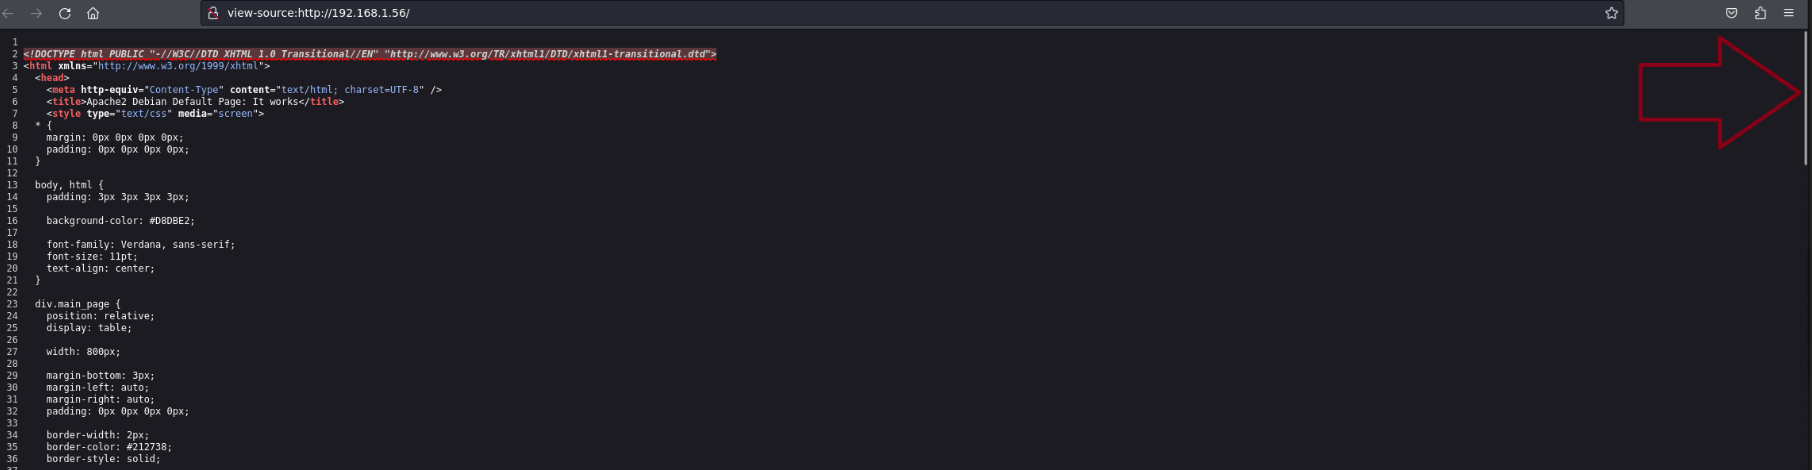 view-source:http://192.168.1.56/
1
2 <!DOCTYPE html PUBLIC "-//W3C//DTD XHTML 1.0 Transitional//EN" "http://www.w3.org/TR/xhtml1/DTD/xhtml1-transitional.dtd">
3 <html xmlns="http://www.w3.org/1999/xhtml">
4   <head>
5     <meta http-equiv="Content-Type" content="text/html; charset=UTF-8" />
6     <title>Apache2 Debian Default Page: It works</title>
7     <style type="text/css" media="screen">
8   * {
9     margin: 0px 0px 0px 0px;
10     padding: 0px 0px 0px 0px;
11   }
12
13   body, html {
14     padding: 3px 3px 3px 3px;
15
16     background-color: #D8DBE2;
17
18     font-family: Verdana, sans-serif;
19     font-size: 11pt;
20     text-align: center;
21   }
22
23   div.main_page {
24     position: relative;
25     display: table;
26
27     width: 800px;
28
29     margin-bottom: 3px;
30     margin-left: auto;
31     margin-right: auto;
32     padding: 0px 0px 0px 0px;
33
34     border-width: 2px;
35     border-color: #212738;
36     border-style: solid;
37